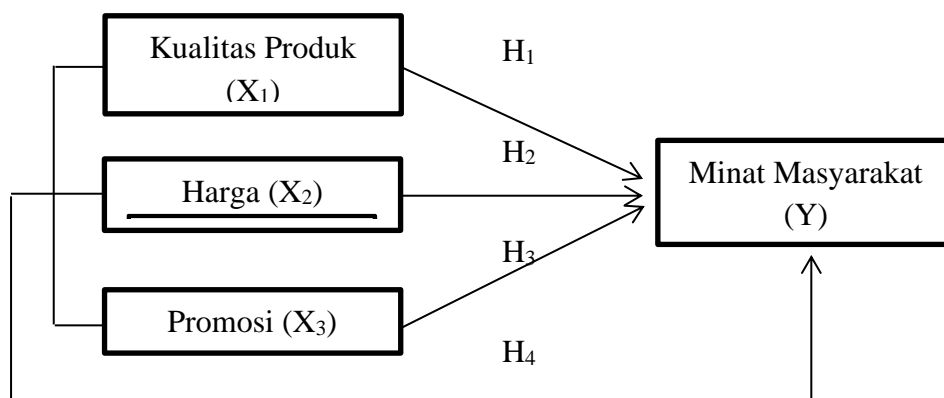 Kualitas Produk
(X₁)
H₁
H₂
Harga (X₂)
Minat Masyarakat
(Y)
H₃
Promosi (X₃)
H₄